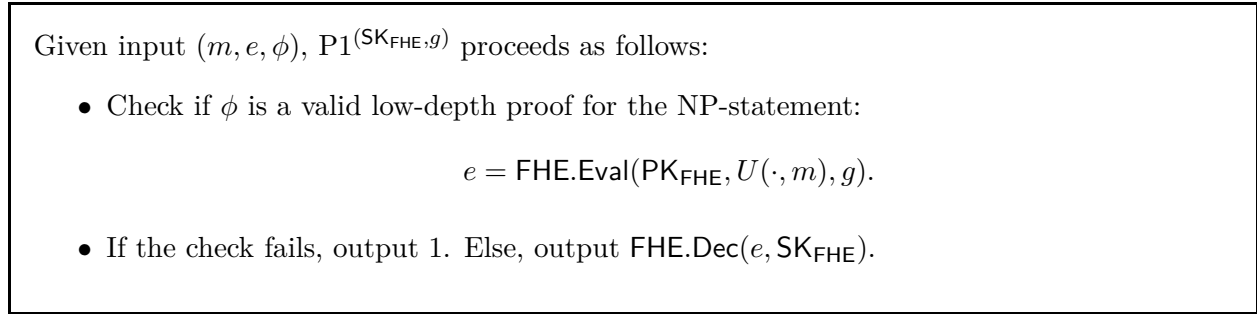 Given input (m, e, ϕ), P1^(SK_FHE, g) proceeds as follows:
• Check if ϕ is a valid low-depth proof for the NP-statement:
e = FHE.Eval(PK_FHE, U(·, m), g).
• If the check fails, output 1. Else, output FHE.Dec(e, SK_FHE).